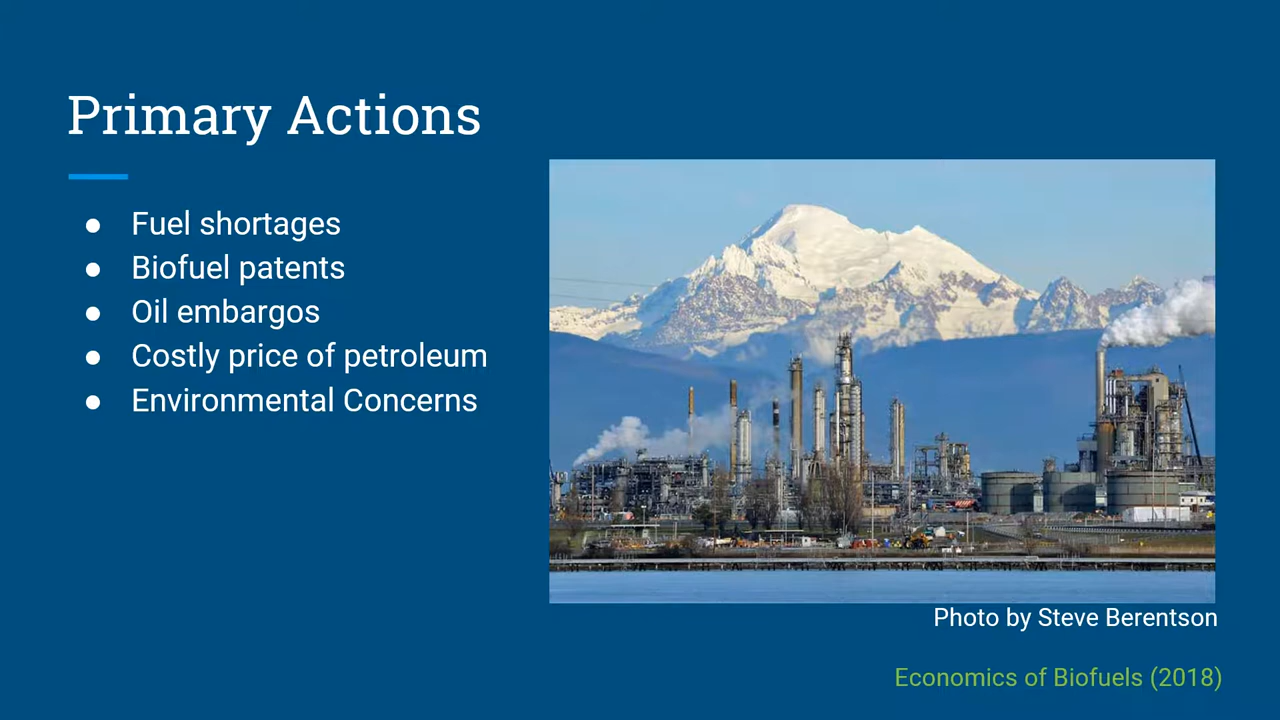 Primary Actions
● Fuel shortages
● Biofuel patents
● Oil embargos
● Costly price of petroleum
● Environmental Concerns
Photo by Steve Berentson
Economics of Biofuels (2018)